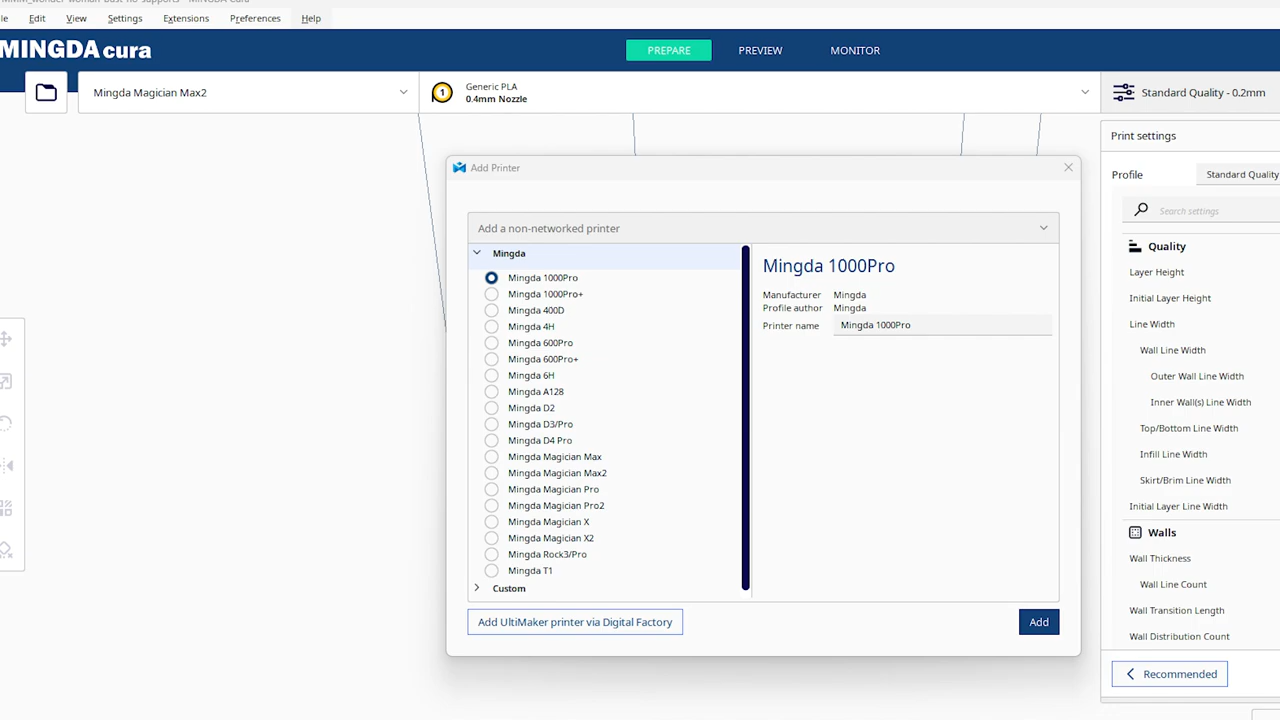 le Edit View Settings Extensions Preferences Help
MINGDA cura
PREPARE PREVIEW MONITOR
Mingda Magician Max2
1
Generic PLA
0.4mm Nozzle
Standard Quality - 0.2mm
Print settings
Profile Standard Quality
Search settings
Quality
Layer Height
Initial Layer Height
Line Width
Wall Line Width
Outer Wall Line Width
Inner Wall(s) Line Width
Top/Bottom Line Width
Infill Line Width
Skirt/Brim Line Width
Initial Layer Line Width
Walls
Wall Thickness
Wall Line Count
Wall Transition Length
Wall Distribution Count
Recommended
Add Printer
Add a non-networked printer
Mingda
Mingda 1000Pro
Mingda 1000Pro+
Mingda 400D
Mingda 4H
Mingda 600Pro
Mingda 600Pro+
Mingda 6H
Mingda A128
Mingda D2
Mingda D3/Pro
Mingda D4 Pro
Mingda Magician Max
Mingda Magician Max2
Mingda Magician Pro
Mingda Magician Pro2
Mingda Magician X
Mingda Magician X2
Mingda Rock3/Pro
Mingda T1
Custom
Mingda 1000Pro
Manufacturer Mingda
Profile author Mingda
Printer name Mingda 1000Pro
Add UltiMaker printer via Digital Factory
Add